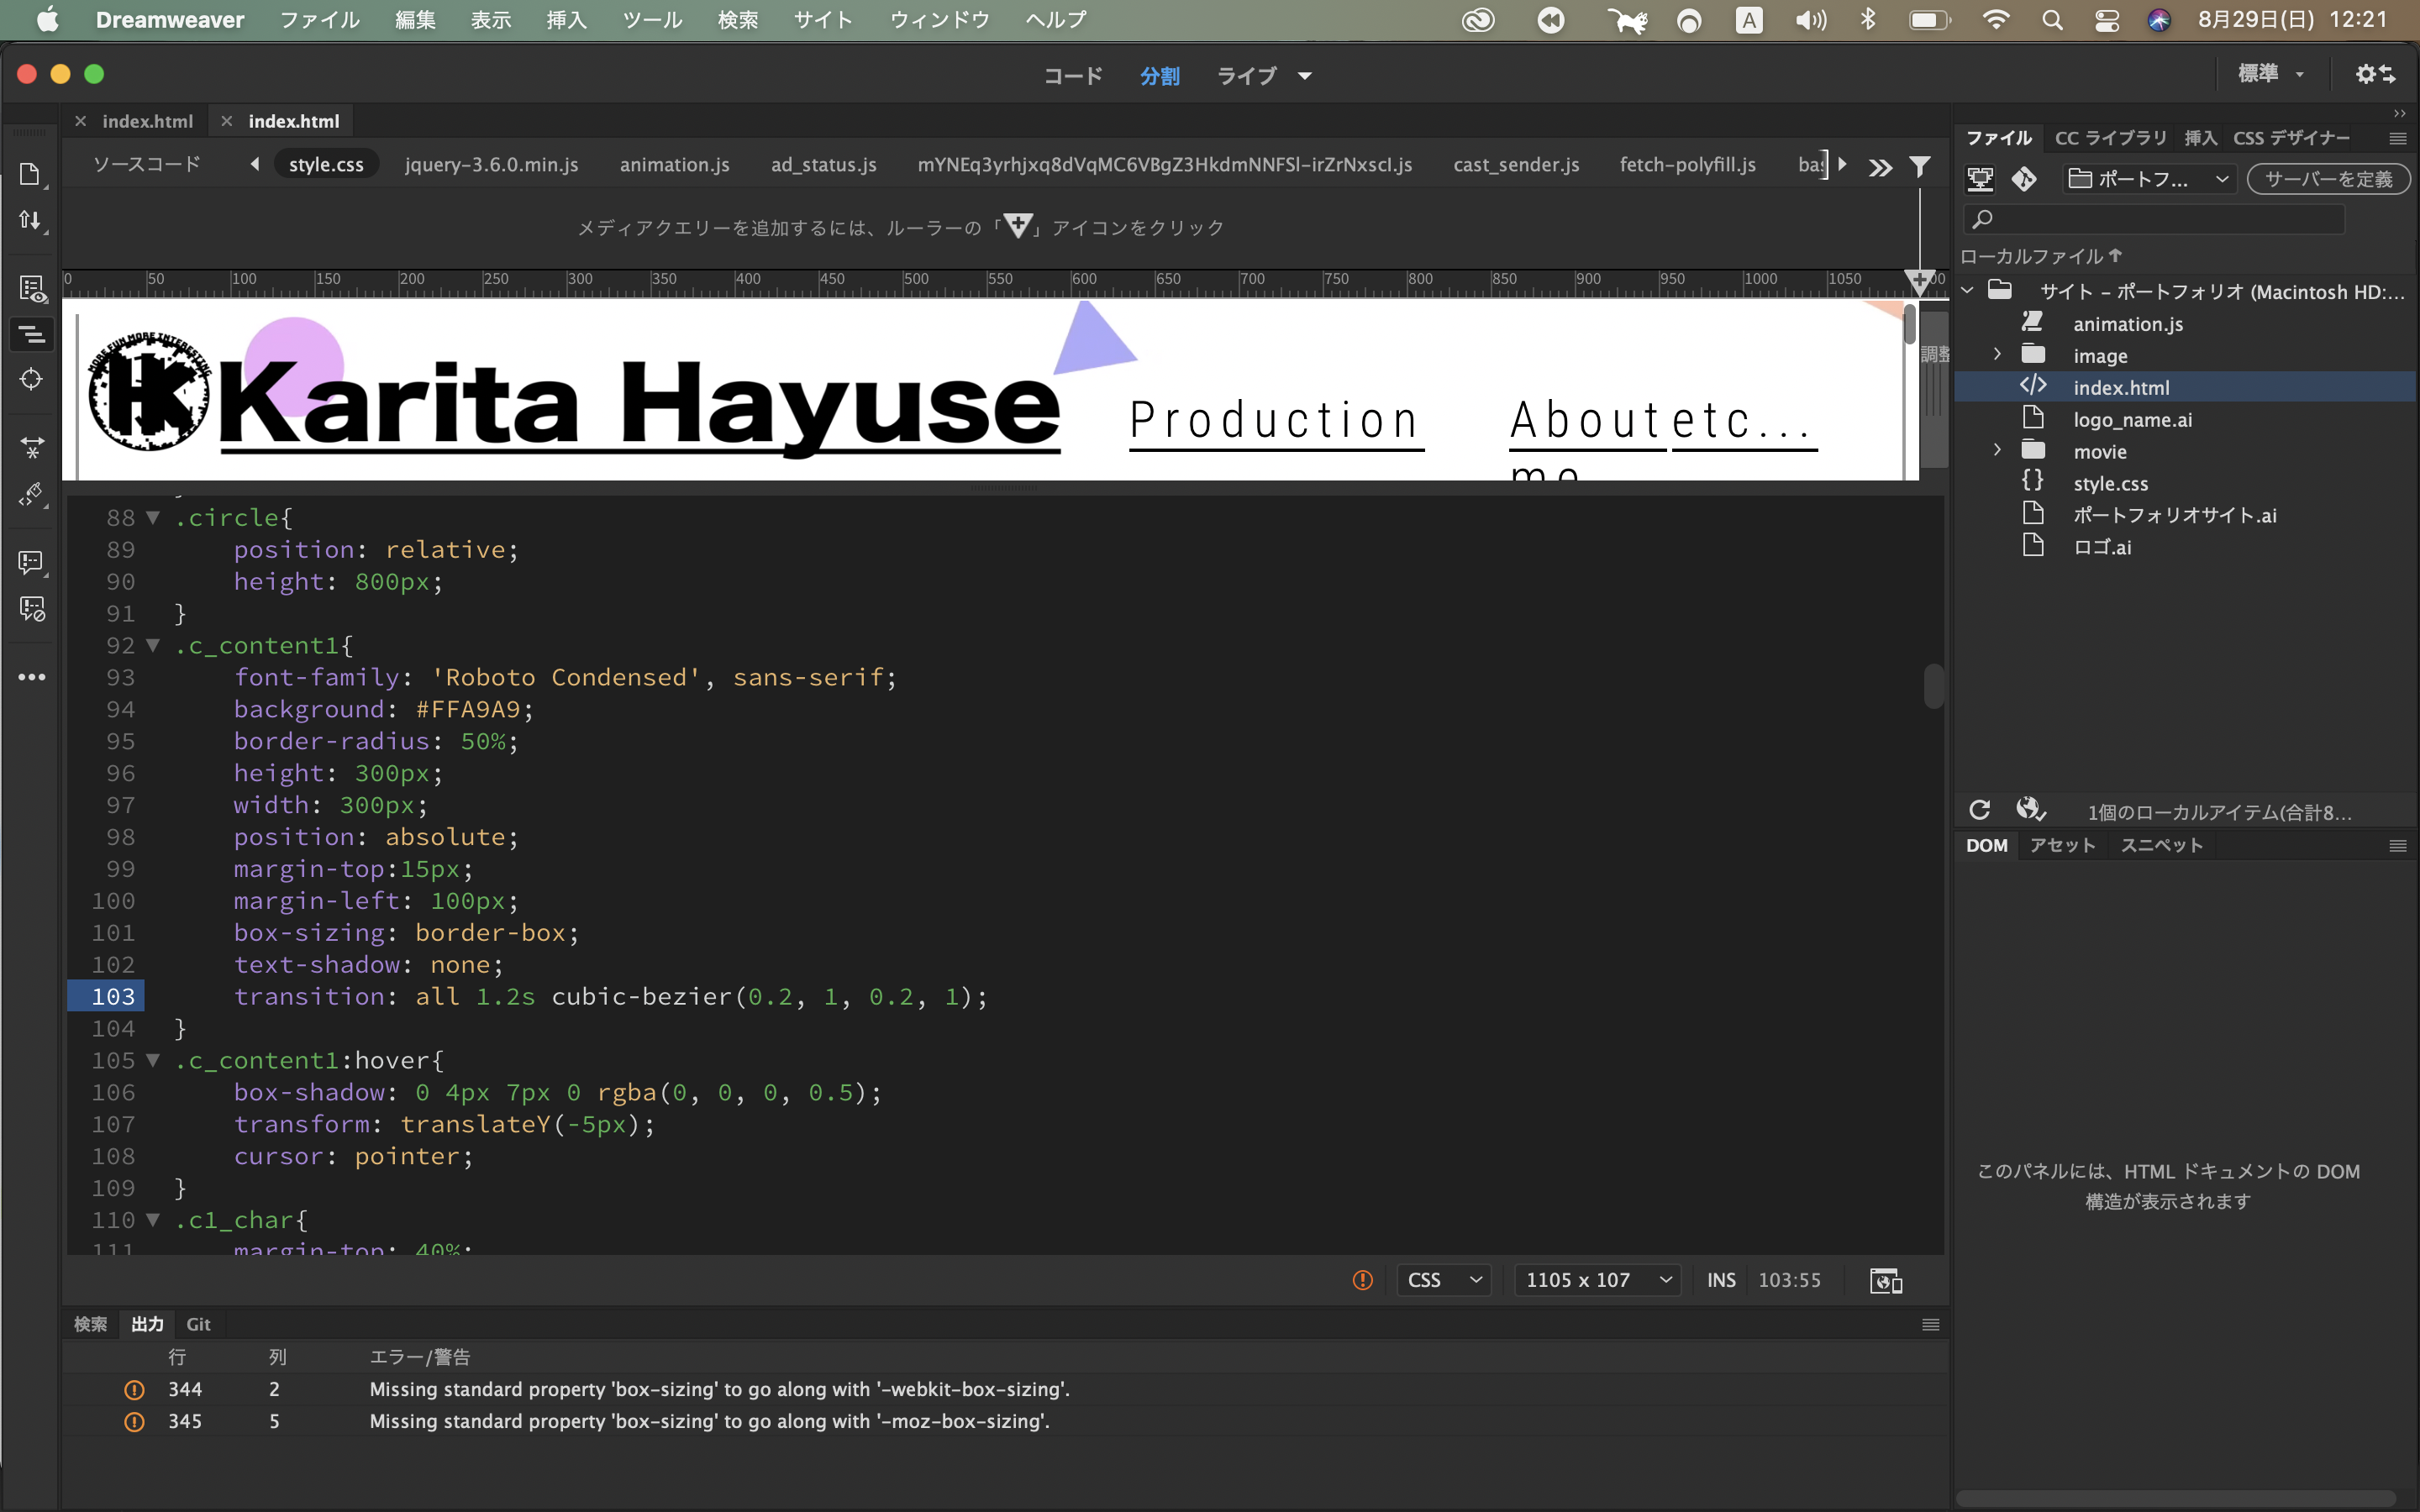 Dreamweaver ファイル 編集 表示 挿入 ツール 検索 サイト ウィンドウ ヘルプ A 8月29日(日) 12:21
コード 分割 ライブ 標準
index.html index.html
ソースコード style.css jquery-3.6.0.min.js animation.js ad_status.js mYNEq3yrhjxq8dVqMC6VBgZ3HkdmNNFSl-irZrNxscI.js cast_sender.js fetch-polyfill.js
メディアクエリーを追加するには、ルーラーの「 」アイコンをクリック
0 50 100 150 200 250 300 350 400 450 500 550 600 650 700 750 800 850 900 950 1000 1050
MORE FUN MORE INTERESTING
HK
Karita Hayuse
Production
About
me
etc...
調整
88 .circle{
89 position: relative;
90 height: 800px;
91 }
92 .c_content1{
93 font-family: 'Roboto Condensed', sans-serif;
94 background: #FFA9A9;
95 border-radius: 50%;
96 height: 300px;
97 width: 300px;
98 position: absolute;
99 margin-top:15px;
100 margin-left: 100px;
101 box-sizing: border-box;
102 text-shadow: none;
103 transition: all 1.2s cubic-bezier(0.2, 1, 0.2, 1);
104 }
105 .c_content1:hover{
106 box-shadow: 0 4px 7px 0 rgba(0, 0, 0, 0.5);
107 transform: translateY(-5px);
108 cursor: pointer;
109 }
110 .c1_char{
111 margin-top: 40%;
CSS 1105 x 107 INS 103:55
検索 出力 Git
行 列 エラー/警告
344 2 Missing standard property 'box-sizing' to go along with '-webkit-box-sizing'.
345 5 Missing standard property 'box-sizing' to go along with '-moz-box-sizing'.
ファイル CC ライブラリ 挿入 CSS デザイナー
ポートフ... サーバーを定義
ローカルファイル↑
サイト – ポートフォリオ (Macintosh HD:...
animation.js
image
index.html
logo_name.ai
movie
style.css
ポートフォリオサイト.ai
ロゴ.ai
1個のローカルアイテム(合計8...
DOM アセット スニペット
このパネルには、HTML ドキュメントの DOM
構造が表示されます